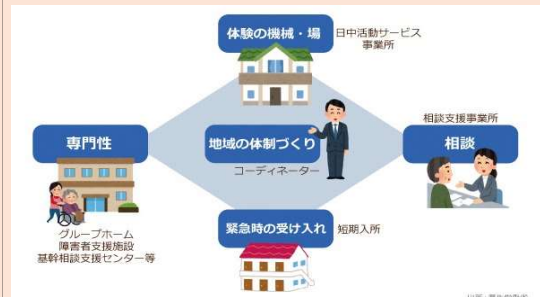 体験の機械・場
日中活動サービス
事業所
相談支援事業所
専門性
地域の体制づくり
相談
コーディネーター
グループホーム
障害者支援施設
基幹相談支援センター等
緊急時の受け入れ
短期入所